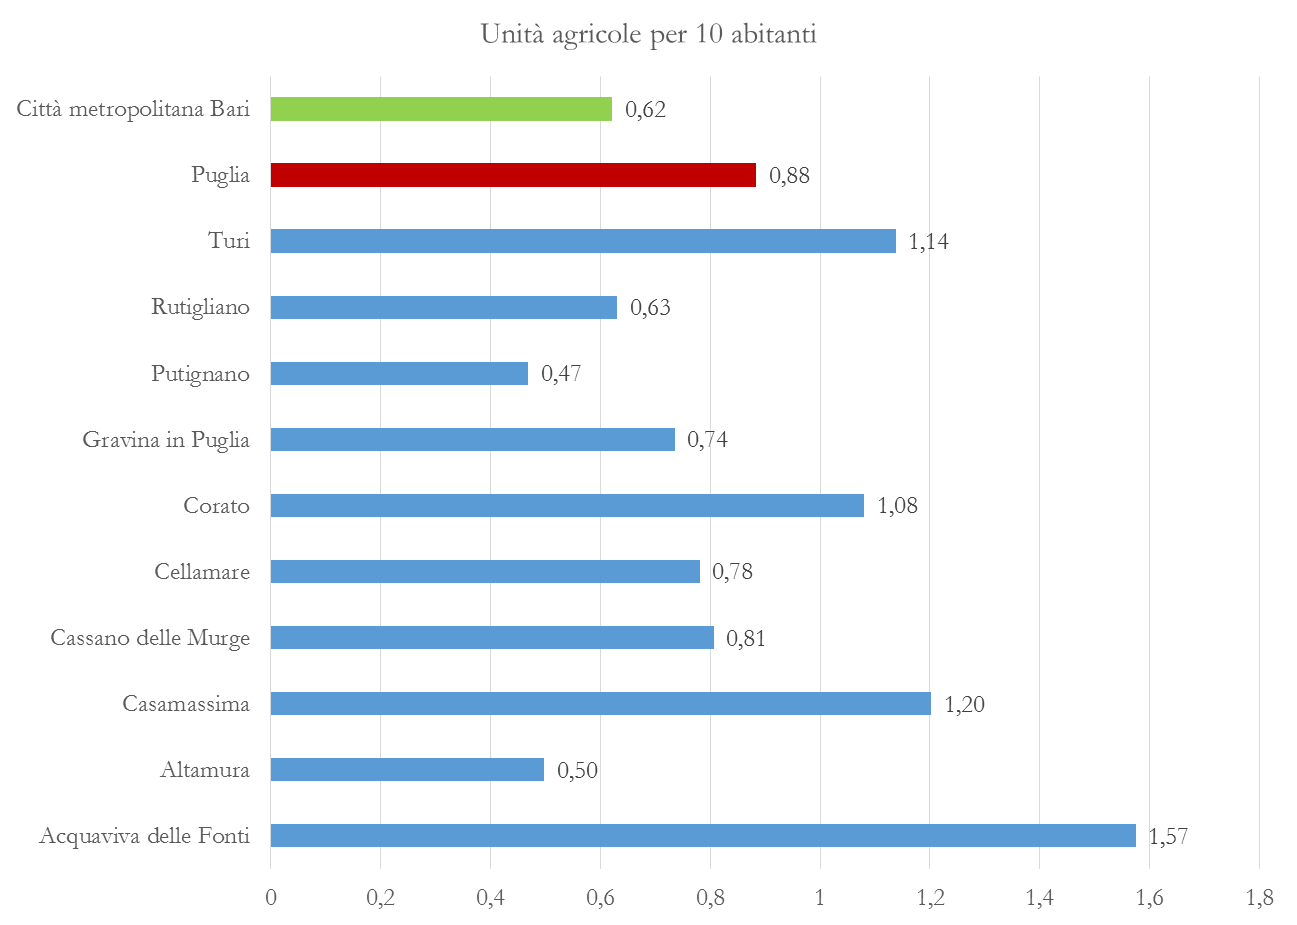 Unità agricole per 10 abitanti
Città metropolitana Bari 0,62
Puglia 0,88
Turi 1,14
Rutigliano 0,63
Putignano 0,47
Gravina in Puglia 0,74
Corato 1,08
Cellamare 0,78
Cassano delle Murge 0,81
Casamassima 1,20
Altamura 0,50
Acquaviva delle Fonti 1,57
0 0,2 0,4 0,6 0,8 1 1,2 1,4 1,6 1,8